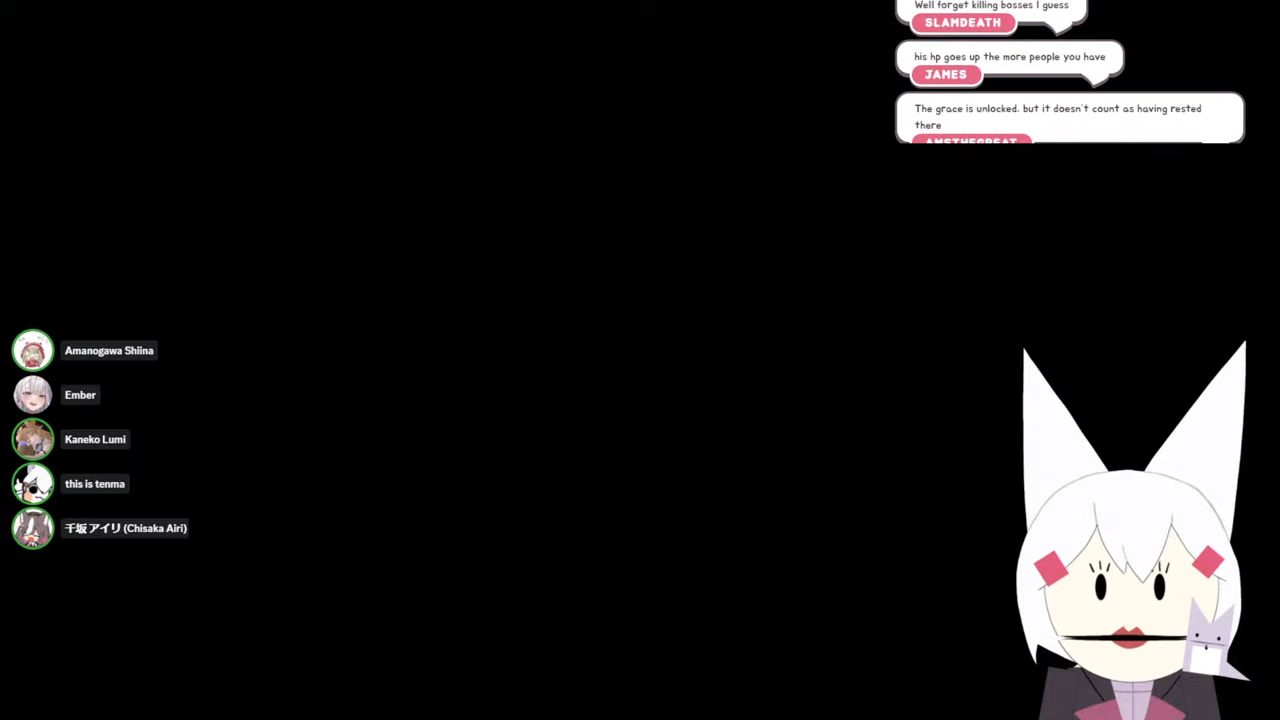 Well forget killing bosses I guess
SLAMDEATH
his hp goes up the more people you have
JAMES
The grace is unlocked. but it doesn't count as having rested
there
AMSTHEGREAT
Amanogawa Shiina
Ember
Kaneko Lumi
this is tenma
千坂 アイリ (Chisaka Airi)